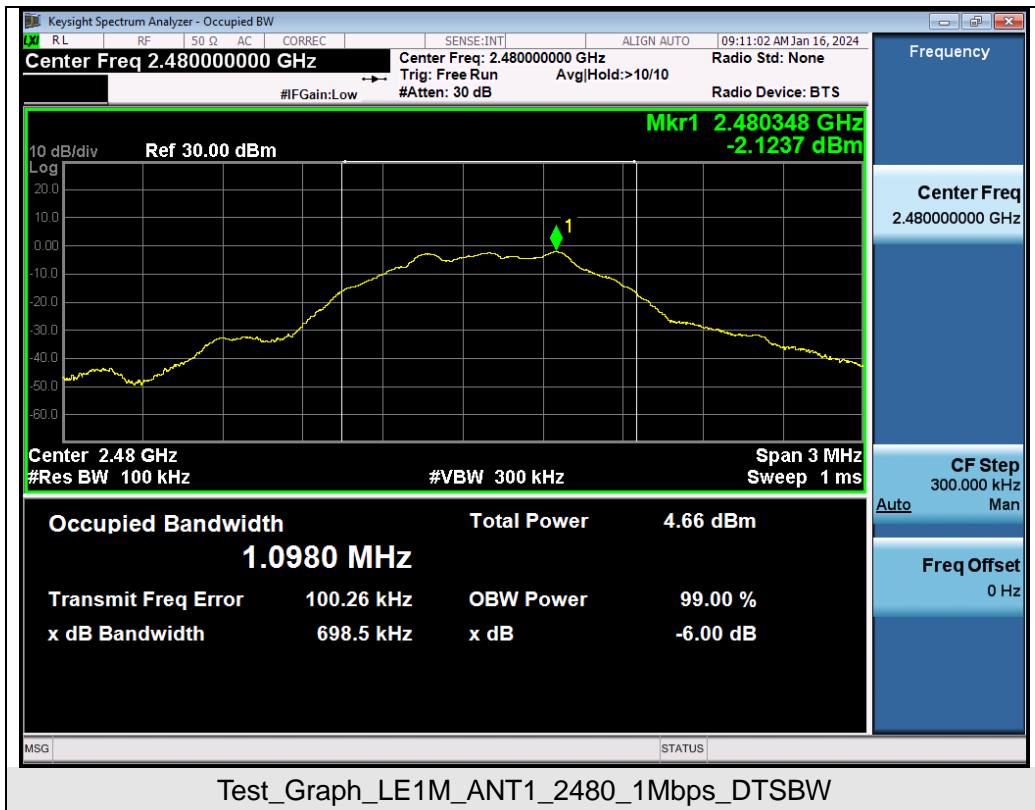 Keysight Spectrum Analyzer - Occupied BW
LXI RL RF 50 Ω AC CORREC SENSE:INT ALIGN AUTO 09:11:02 AM Jan 16, 2024
Center Freq 2.480000000 GHz
Center Freq: 2.480000000 GHz
Radio Std: None
Trig: Free Run Avg|Hold:>10/10
#IFGain:Low
#Atten: 30 dB
Radio Device: BTS
Mkr1 2.480348 GHz
-2.1237 dBm
10 dB/div Ref 30.00 dBm
Log
20.0
10.0
0.00
-10.0
-20.0
-30.0
-40.0
-50.0
-60.0
1
Center 2.48 GHz
Span 3 MHz
#Res BW 100 kHz
#VBW 300 kHz
Sweep 1 ms
Occupied Bandwidth
1.0980 MHz
Total Power 4.66 dBm
Transmit Freq Error 100.26 kHz
OBW Power 99.00 %
x dB Bandwidth 698.5 kHz
x dB -6.00 dB
Frequency
Center Freq
2.480000000 GHz
CF Step
300.000 kHz
Auto Man
Freq Offset
0 Hz
MSG
STATUS
Test_Graph_LE1M_ANT1_2480_1Mbps_DTSBW